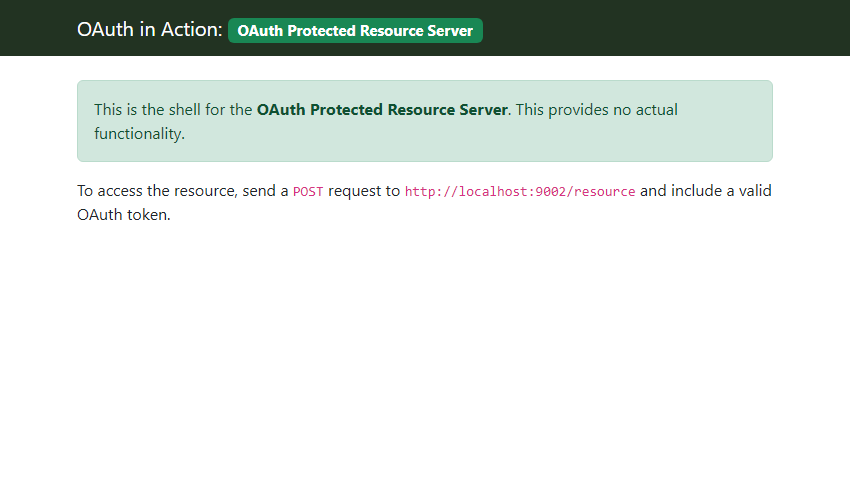 OAuth in Action: OAuth Protected Resource Server
This is the shell for the OAuth Protected Resource Server. This provides no actual
functionality.
To access the resource, send a POST request to http://localhost:9002/resource and include a valid
OAuth token.